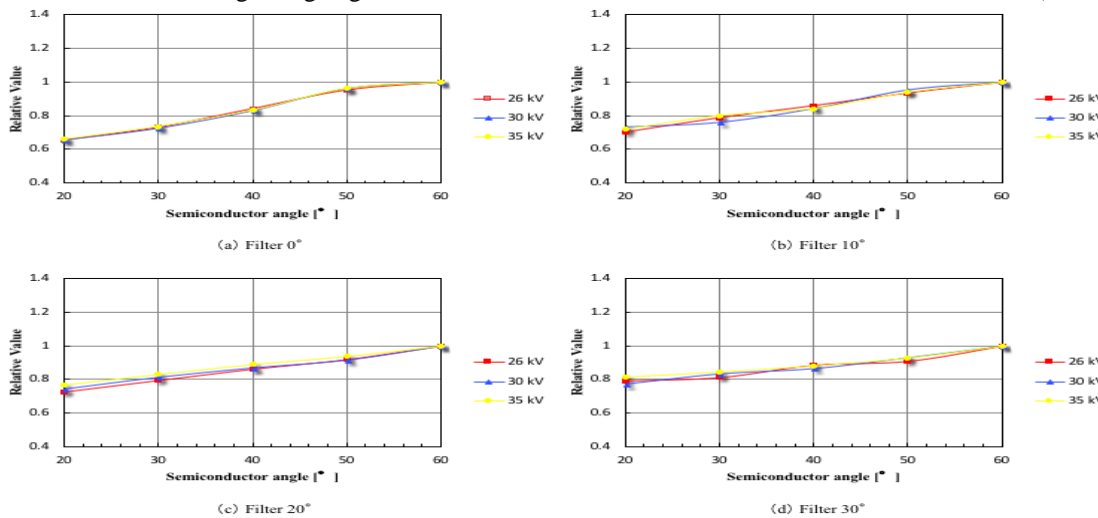 1.4
1.2
1
0.8
0.6
0.4
Relative Value
20 30 40 50 60
Semiconductor angle [° ]
26 kV
30 kV
35 kV
(a) Filter 0°
1.4
1.2
1
0.8
0.6
0.4
Relative Value
20 30 40 50 60
Semiconductor angle [° ]
26 kV
30 kV
35 kV
(b) Filter 10°
1.4
1.2
1
0.8
0.6
0.4
Relative Value
20 30 40 50 60
Semiconductor angle [° ]
26 kV
30 kV
35 kV
(c) Filter 20°
1.4
1.2
1
0.8
0.6
0.4
Relative Value
20 30 40 50 60
Semiconductor angle [° ]
26 kV
30 kV
35 kV
(d) Filter 30°